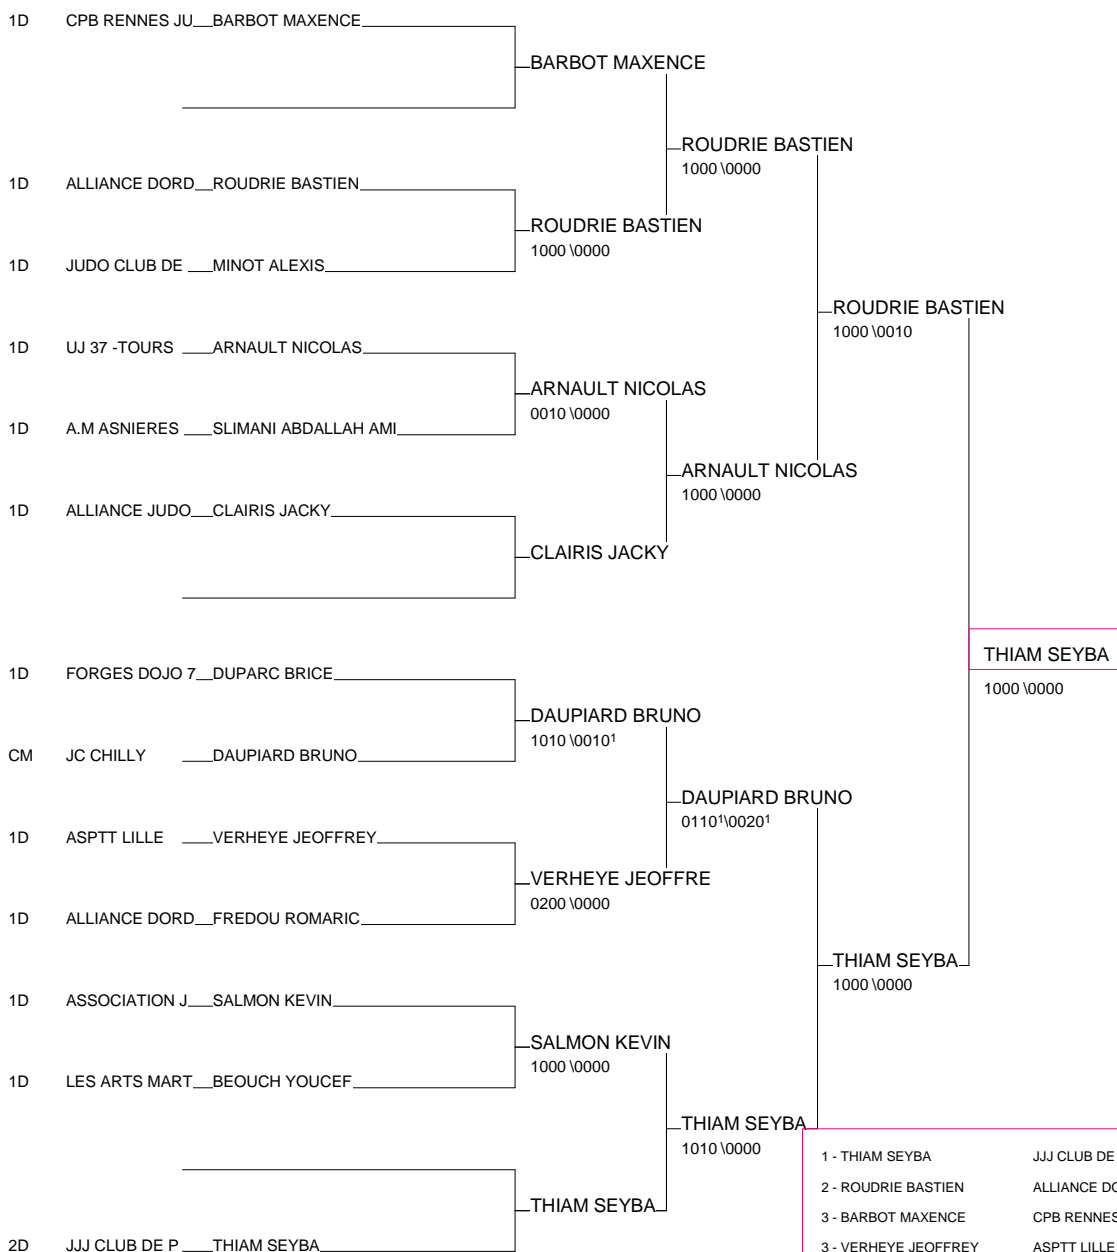 1D CPB RENNES JU BARBOT MAXENCE
BARBOT MAXENCE
ROUDRIE BASTIEN
1000 \0000
1D ALLIANCE DORD ROUDRIE BASTIEN
ROUDRIE BASTIEN
1000 \0000
1D JUDO CLUB DE MINOT ALEXIS
ROUDRIE BASTIEN
1000 \0010
1D UJ 37 -TOURS ARNAULT NICOLAS
ARNAULT NICOLAS
0010 \0000
1D A.M ASNIERES SLIMANI ABDALLAH AMI
ARNAULT NICOLAS
1000 \0000
1D ALLIANCE JUDO CLAIRIS JACKY
CLAIRIS JACKY
THIAM SEYBA
1000 \0000
1D FORGES DOJO 7 DUPARC BRICE
DAUPIARD BRUNO
1010 \0010¹
CM JC CHILLY DAUPIARD BRUNO
DAUPIARD BRUNO
0110¹\0020¹
1D ASPTT LILLE VERHEYE JEOFFREY
VERHEYE JEOFFRE
0200 \0000
1D ALLIANCE DORD FREDOU ROMARIC
THIAM SEYBA
1000 \0000
1D ASSOCIATION J SALMON KEVIN
SALMON KEVIN
1000 \0000
1D LES ARTS MART BEOUCH YOUCEF
THIAM SEYBA
1010 \0000
THIAM SEYBA
2D JJJ CLUB DE P THIAM SEYBA
1 - THIAM SEYBA JJJ CLUB DE
2 - ROUDRIE BASTIEN ALLIANCE DO
3 - BARBOT MAXENCE CPB RENNES
3 - VERHEYE JEOFFREY ASPTT LILLE